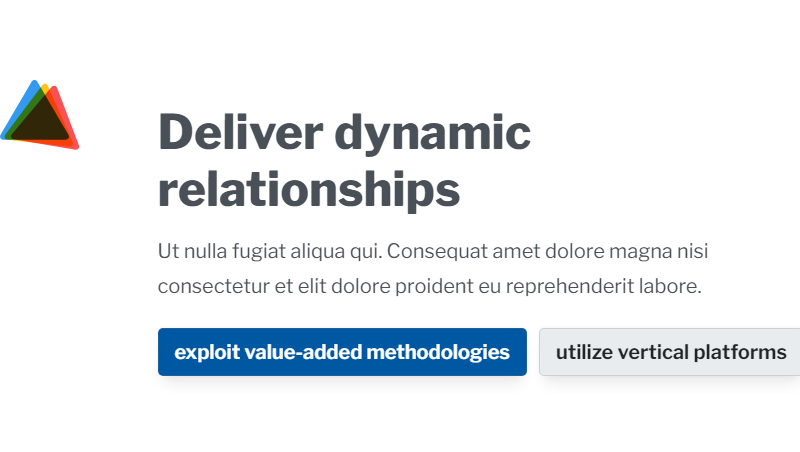 Deliver dynamic
relationships
Ut nulla fugiat aliqua qui. Consequat amet dolore magna nisi
consectetur et elit dolore proident eu reprehenderit labore.
exploit value-added methodologies
utilize vertical platforms